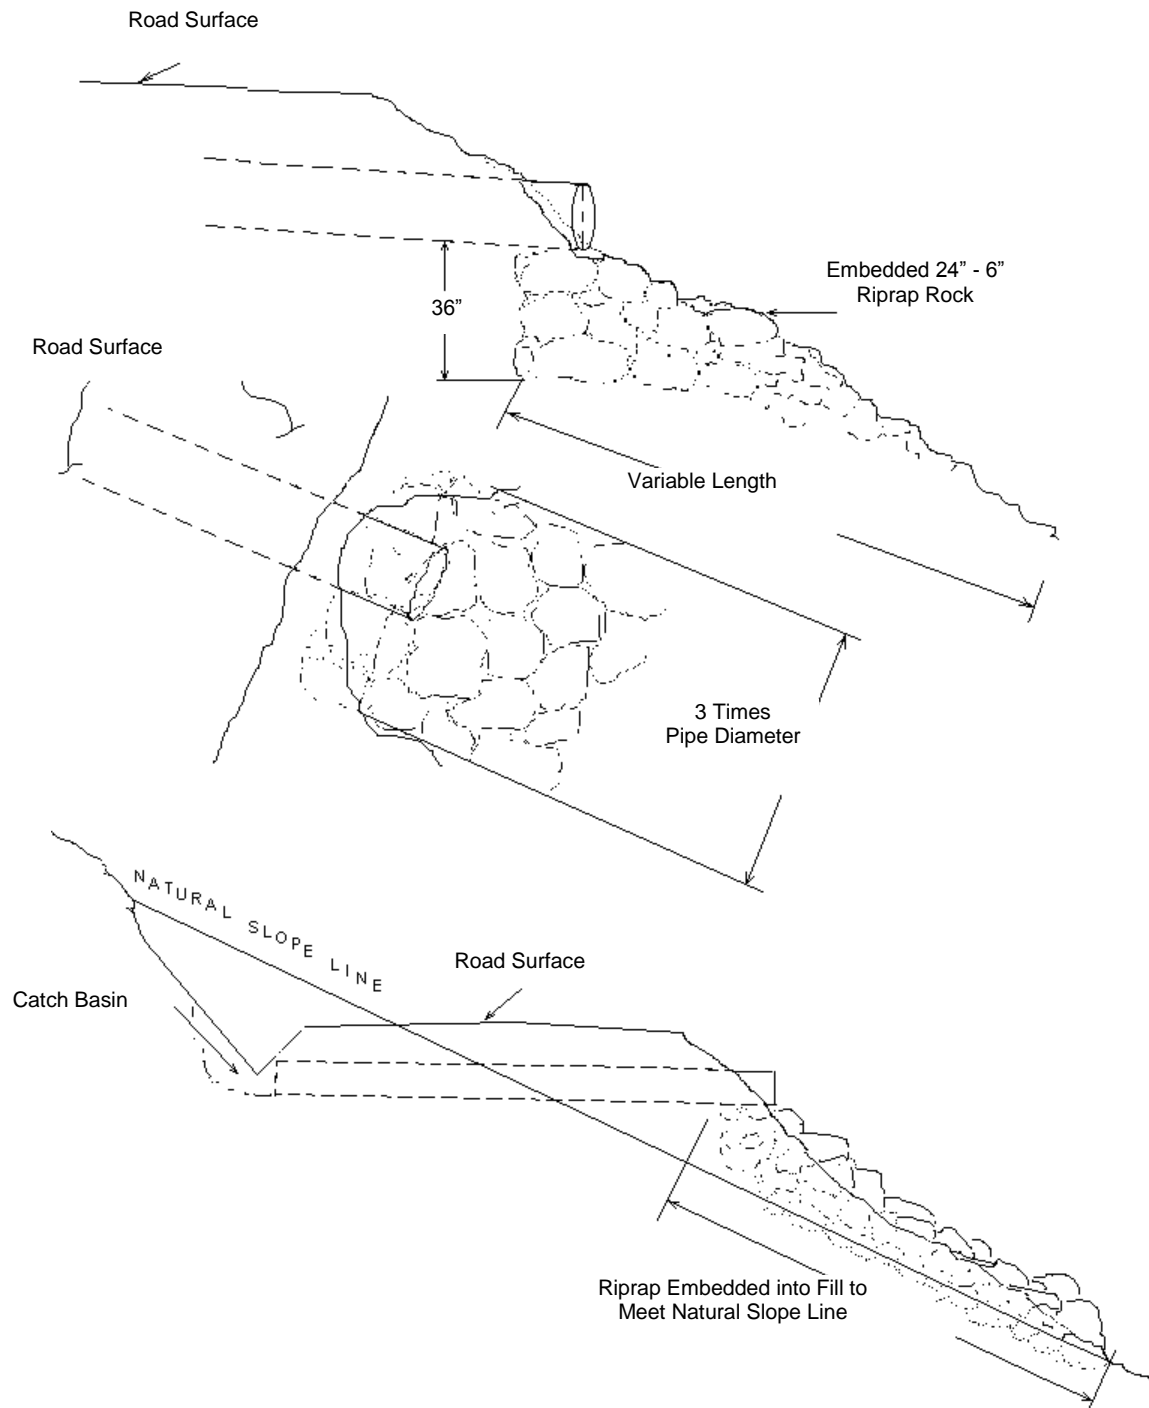 Road Surface
Embedded 24” - 6”
Riprap Rock
36”
Road Surface
Variable Length
3 Times
Pipe Diameter
NATURAL SLOPE LINE
Road Surface
Catch Basin
Riprap Embedded into Fill to
Meet Natural Slope Line